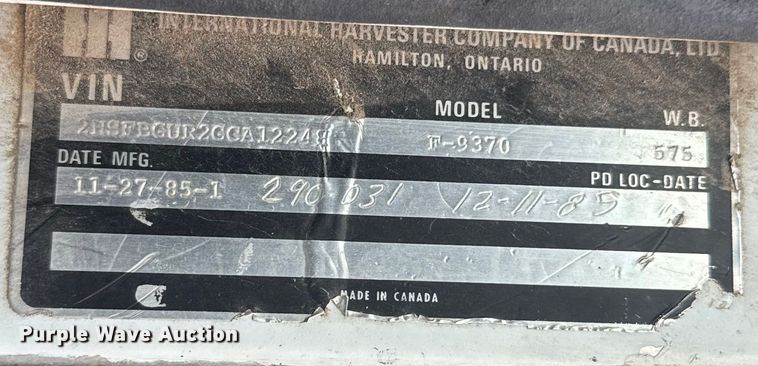 INTERNATIONAL HARVESTER COMPANY OF CANADA, LTD
HAMILTON, ONTARIO
VIN MODEL W.B.
F-9370 575
DATE MFG. PD LOC-DATE
11-27-85-1 290-031 12-11-85
MADE IN CANADA
Purple Wave Auction